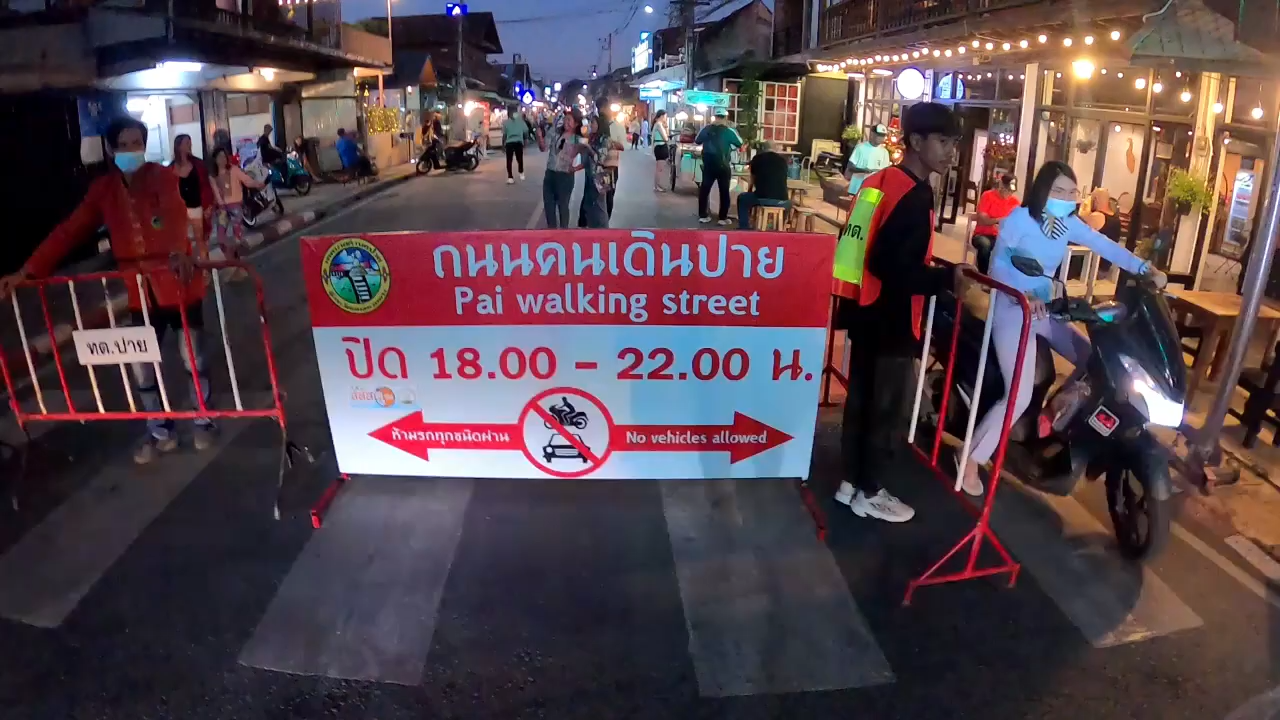 ถนนคนเดินปาย
Pai walking street
ปิด 18.00 - 22.00 น.
ห้ามรถทุกชนิดผ่าน
No vehicles allowed
ทต.ปาย
ทต.